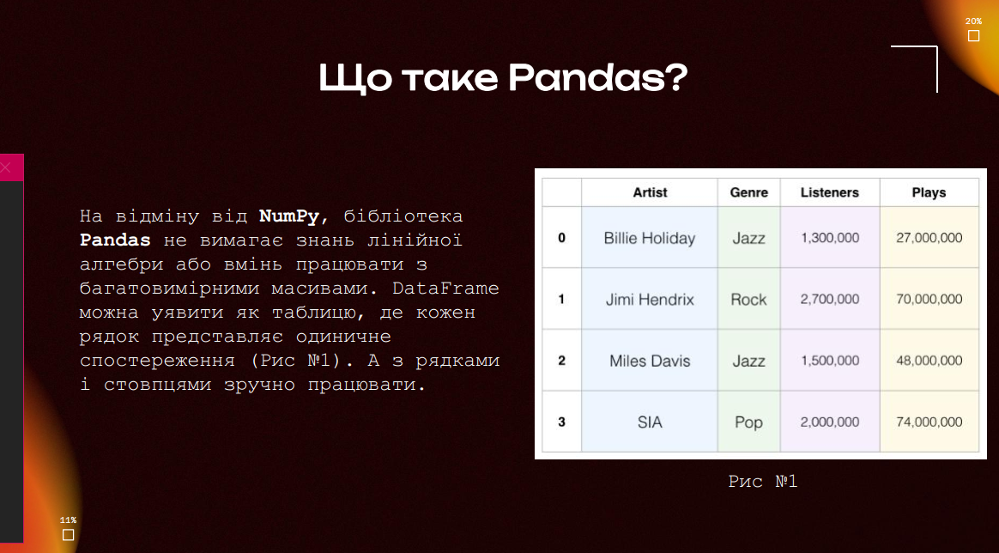 20%
Що таке Pandas?
На відміну від NumPy, бібліотека
Pandas не вимагає знань лінійної
алгебри або вмінь працювати з
багатовимірними масивами. DataFrame
можна уявити як таблицю, де кожен
рядок представляє одиничне
спостереження (Рис №1). А з рядками
і стовпцями зручно працювати.
Artist Genre Listeners Plays
0 Billie Holiday Jazz 1,300,000 27,000,000
1 Jimi Hendrix Rock 2,700,000 70,000,000
2 Miles Davis Jazz 1,500,000 48,000,000
3 SIA Pop 2,000,000 74,000,000
Рис №1
11%